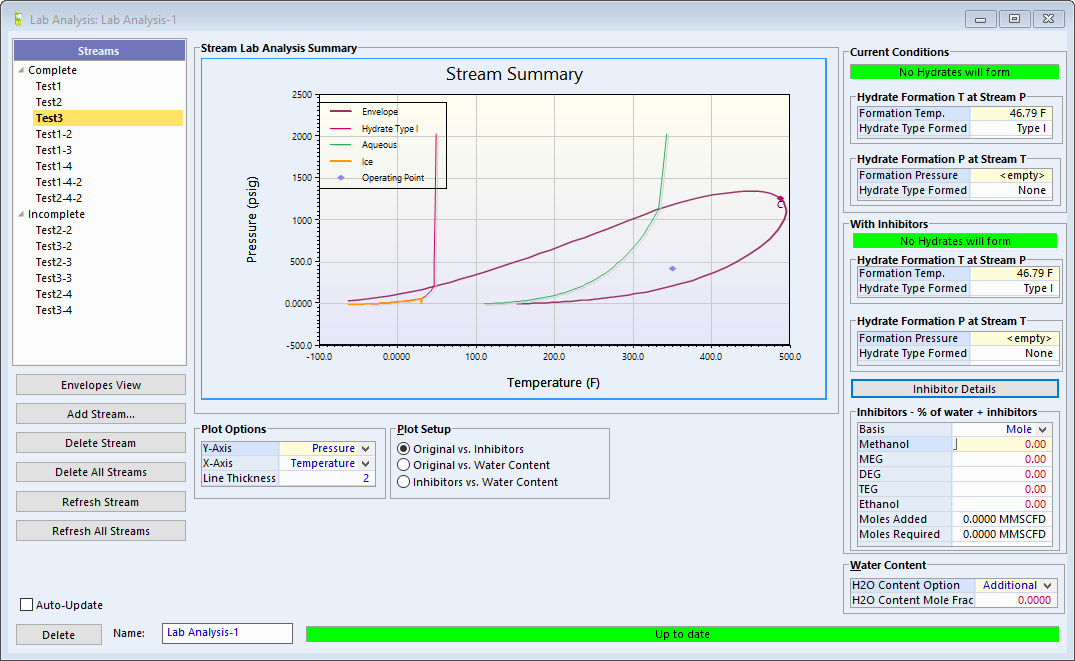 Lab Analysis: Lab Analysis-1
Streams
Complete
Test1
Test2
Test3
Test1-2
Test1-3
Test1-4
Test1-4-2
Test2-4-2
Incomplete
Test2-2
Test3-2
Test2-3
Test3-3
Test2-4
Test3-4
Envelopes View
Add Stream...
Delete Stream
Delete All Streams
Refresh Stream
Refresh All Streams
Auto-Update
Delete
Name:
Lab Analysis-1
Up to date
Stream Lab Analysis Summary
Stream Summary
Pressure (psig)
2500
2000
1500
1000
500.0
0.0000
-500.0
Envelope
Hydrate Type I
Aqueous
Ice
Operating Point
C
-100.0 0.0000 100.0 200.0 300.0 400.0 500.0
Temperature (F)
Plot Options
Y-Axis Pressure
X-Axis Temperature
Line Thickness 2
Plot Setup
Original vs. Inhibitors
Original vs. Water Content
Inhibitors vs. Water Content
Current Conditions
No Hydrates will form
Hydrate Formation T at Stream P
Formation Temp. 46.79 F
Hydrate Type Formed Type I
Hydrate Formation P at Stream T
Formation Pressure <empty>
Hydrate Type Formed None
With Inhibitors
No Hydrates will form
Hydrate Formation T at Stream P
Formation Temp. 46.79 F
Hydrate Type Formed Type I
Hydrate Formation P at Stream T
Formation Pressure <empty>
Hydrate Type Formed None
Inhibitor Details
Inhibitors - % of water + inhibitors
Basis Mole
Methanol 0.00
MEG 0.00
DEG 0.00
TEG 0.00
Ethanol 0.00
Moles Added 0.0000 MMSCFD
Moles Required 0.0000 MMSCFD
Water Content
H2O Content Option Additional
H2O Content Mole Frac 0.0000